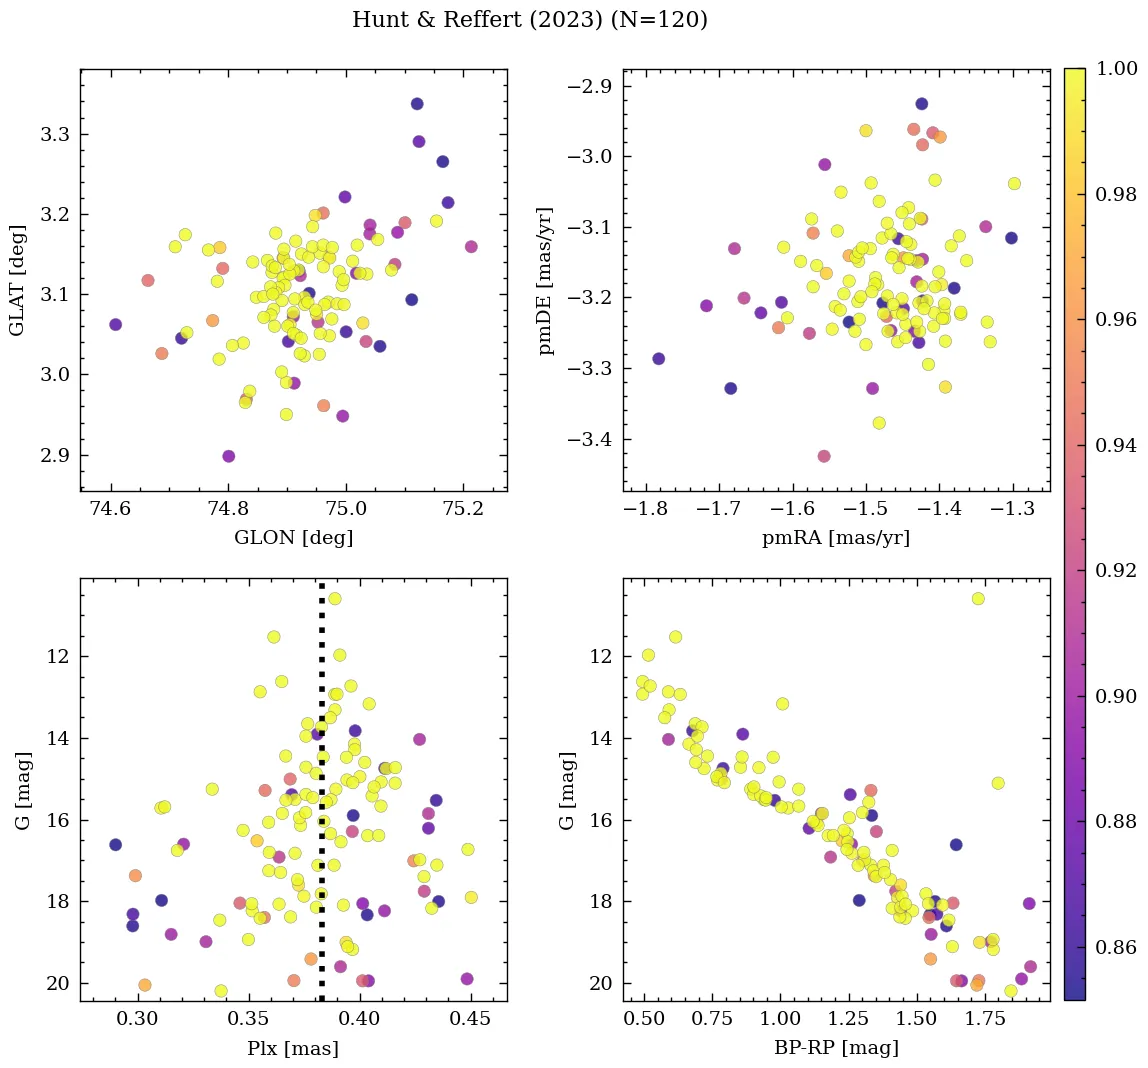 Hunt & Reffert (2023) (N=120)
3.3
3.2
3.1
3.0
2.9
GLAT [deg]
74.6 74.8 75.0 75.2
GLON [deg]
−2.9
−3.0
−3.1
−3.2
−3.3
−3.4
pmDE [mas/yr]
−1.8 −1.7 −1.6 −1.5 −1.4 −1.3
pmRA [mas/yr]
12
14
16
18
20
G [mag]
0.30 0.35 0.40 0.45
Plx [mas]
12
14
16
18
20
G [mag]
0.50 0.75 1.00 1.25 1.50 1.75
BP-RP [mag]
1.00
0.98
0.96
0.94
0.92
0.90
0.88
0.86